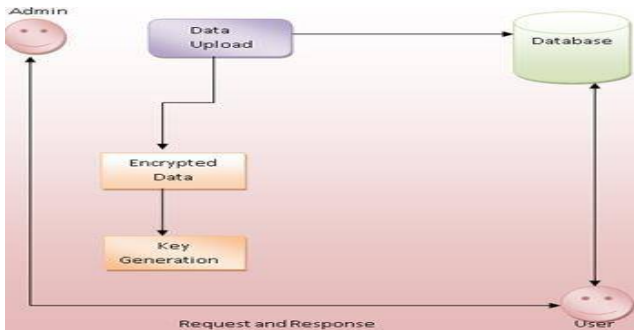 Admin
Data
Upload
Database
Encrypted
Data
Key
Generation
Request and Response
User